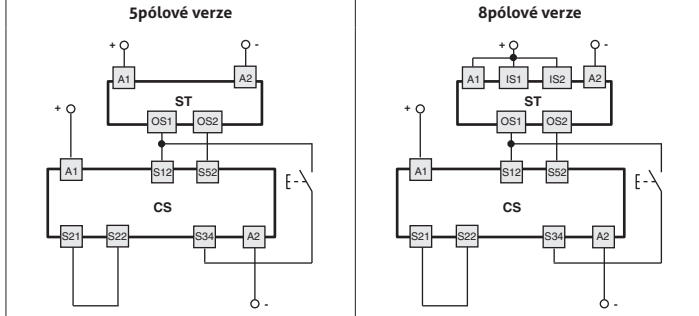 5pólové verze
+ -
A1 A2
ST
OS1 OS2
+
A1 S12 S52
CS
S21 S22 S34 A2
-
8pólové verze
+ -
A1 IS1 IS2 A2
ST
OS1 OS2
+
A1 S12 S52
CS
S21 S22 S34 A2
-